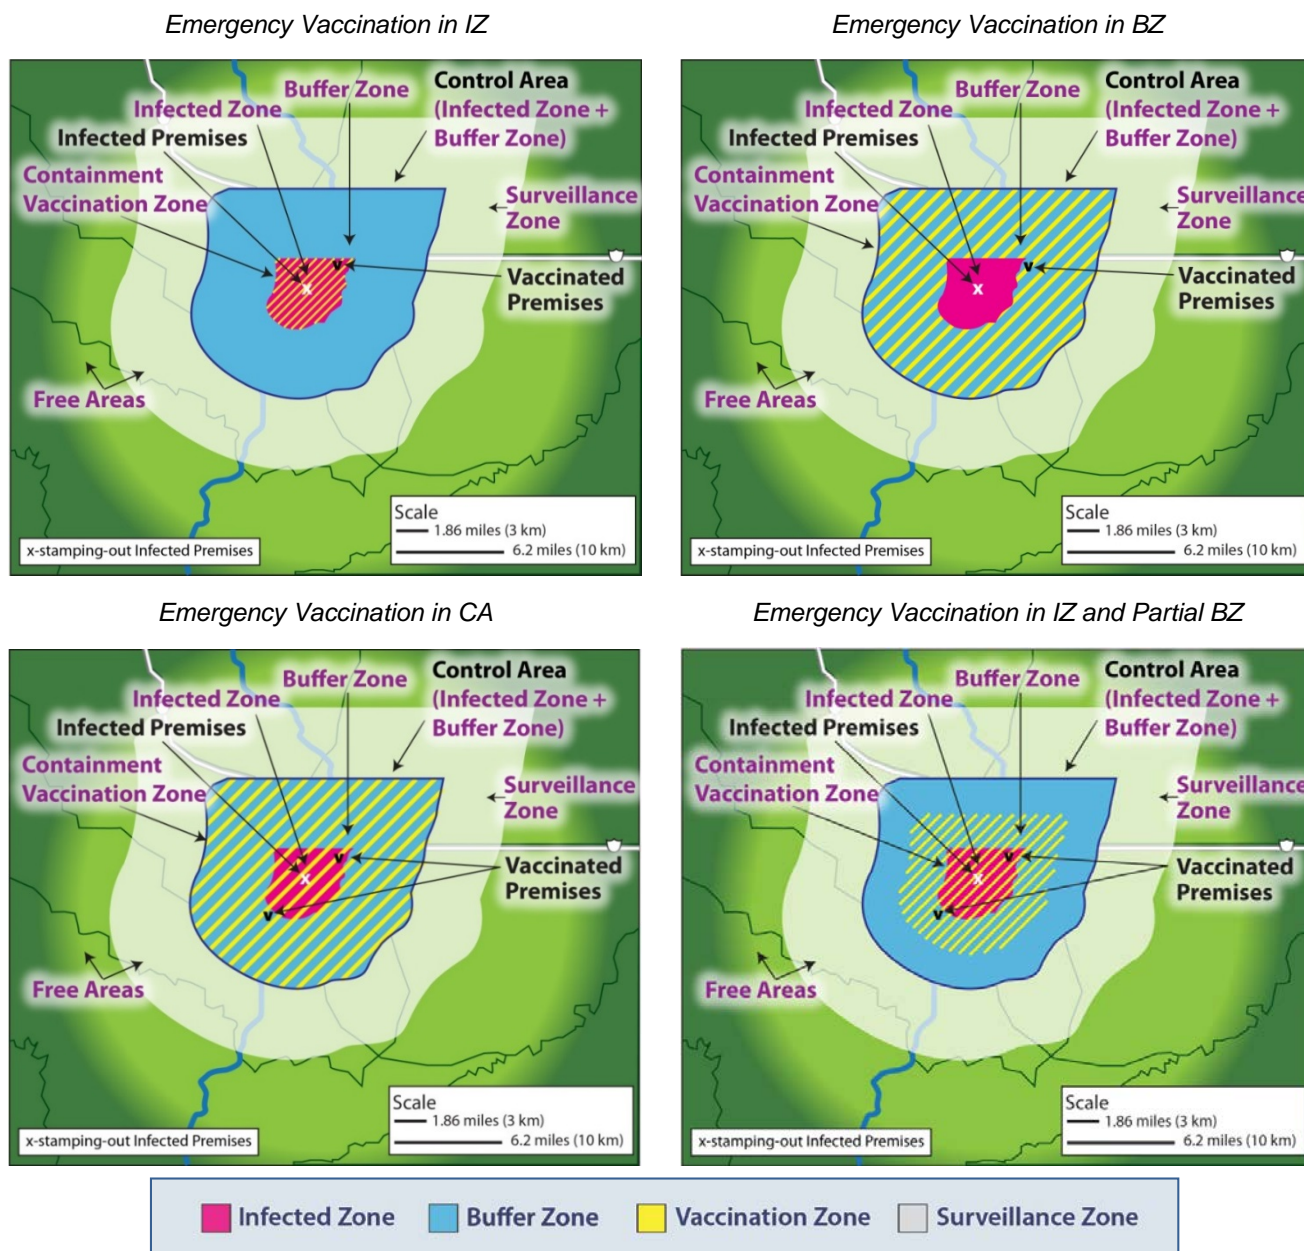 Emergency Vaccination in IZ
Buffer Zone
Control Area
Infected Zone
(Infected Zone +
Infected Premises
Buffer Zone)
Containment
Vaccination Zone
Surveillance
Zone
Vaccinated
Premises
v
x
Free Areas
Scale
1.86 miles (3 km)
6.2 miles (10 km)
x-stamping-out Infected Premises
Emergency Vaccination in BZ
Buffer Zone
Control Area
Infected Zone
(Infected Zone +
Infected Premises
Buffer Zone)
Containment
Vaccination Zone
Surveillance
Zone
Vaccinated
Premises
v
x
Free Areas
Scale
1.86 miles (3 km)
6.2 miles (10 km)
x-stamping-out Infected Premises
Emergency Vaccination in CA
Buffer Zone
Control Area
Infected Zone
(Infected Zone +
Infected Premises
Buffer Zone)
Containment
Vaccination Zone
Surveillance
Zone
Vaccinated
Premises
v
x
v
Free Areas
Scale
1.86 miles (3 km)
6.2 miles (10 km)
x-stamping-out Infected Premises
Emergency Vaccination in IZ and Partial BZ
Buffer Zone
Control Area
Infected Zone
(Infected Zone +
Infected Premises
Buffer Zone)
Containment
Vaccination Zone
Surveillance
Zone
Vaccinated
Premises
v
x
v
Free Areas
Scale
1.86 miles (3 km)
6.2 miles (10 km)
x-stamping-out Infected Premises
Infected Zone
Buffer Zone
Vaccination Zone
Surveillance Zone